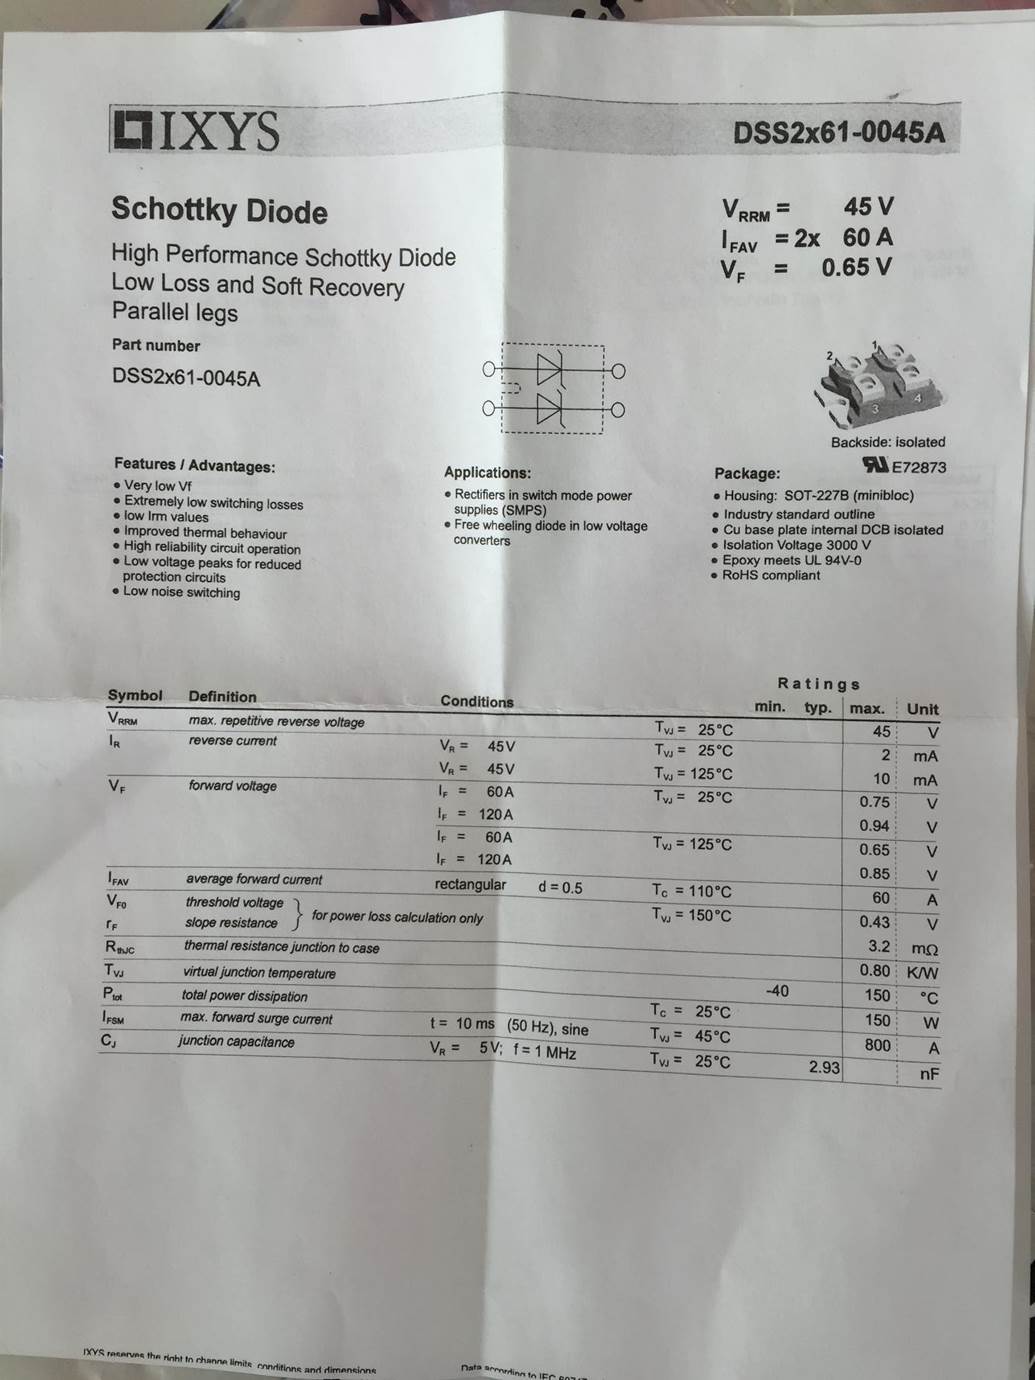 IXYS
DSS2x61-0045A
Schottky Diode
High Performance Schottky Diode
Low Loss and Soft Recovery
Parallel legs
VRRM = 45 V
IFAV = 2x 60 A
VF = 0.65 V
Part number
DSS2x61-0045A
2 1
3 4
Backside: isolated
E72873
Features / Advantages:
• Very low Vf
• Extremely low switching losses
• low Irm values
• Improved thermal behaviour
• High reliability circuit operation
• Low voltage peaks for reduced
protection circuits
• Low noise switching
Applications:
• Rectifiers in switch mode power
supplies (SMPS)
• Free wheeling diode in low voltage
converters
Package:
• Housing: SOT-227B (minibloc)
• Industry standard outline
• Cu base plate internal DCB isolated
• Isolation Voltage 3000 V
• Epoxy meets UL 94V-0
• RoHS compliant
Ratings
Symbol Definition Conditions min. typ. max. Unit
VRRM max. repetitive reverse voltage TVJ = 25°C 45 V
IR reverse current VR = 45V TVJ = 25°C 2 mA
VR = 45V TVJ = 125°C 10 mA
VF forward voltage IF = 60A TVJ = 25°C 0.75 V
IF = 120A 0.94 V
IF = 60A TVJ = 125°C 0.65 V
IF = 120A 0.85 V
IFAV average forward current rectangular d = 0.5 TC = 110°C 60 A
VF0 threshold voltage } for power loss calculation only TVJ = 150°C 0.43 V
rF slope resistance 3.2 mΩ
RthJC thermal resistance junction to case 0.80 K/W
TVJ virtual junction temperature -40 150 °C
Ptot total power dissipation TC = 25°C 150 W
IFSM max. forward surge current t = 10 ms (50 Hz), sine TVJ = 45°C 800 A
CJ junction capacitance VR = 5V; f = 1 MHz TVJ = 25°C 2.93 nF
IXYS reserves the right to change limits, conditions and dimensions
Data according to IEC